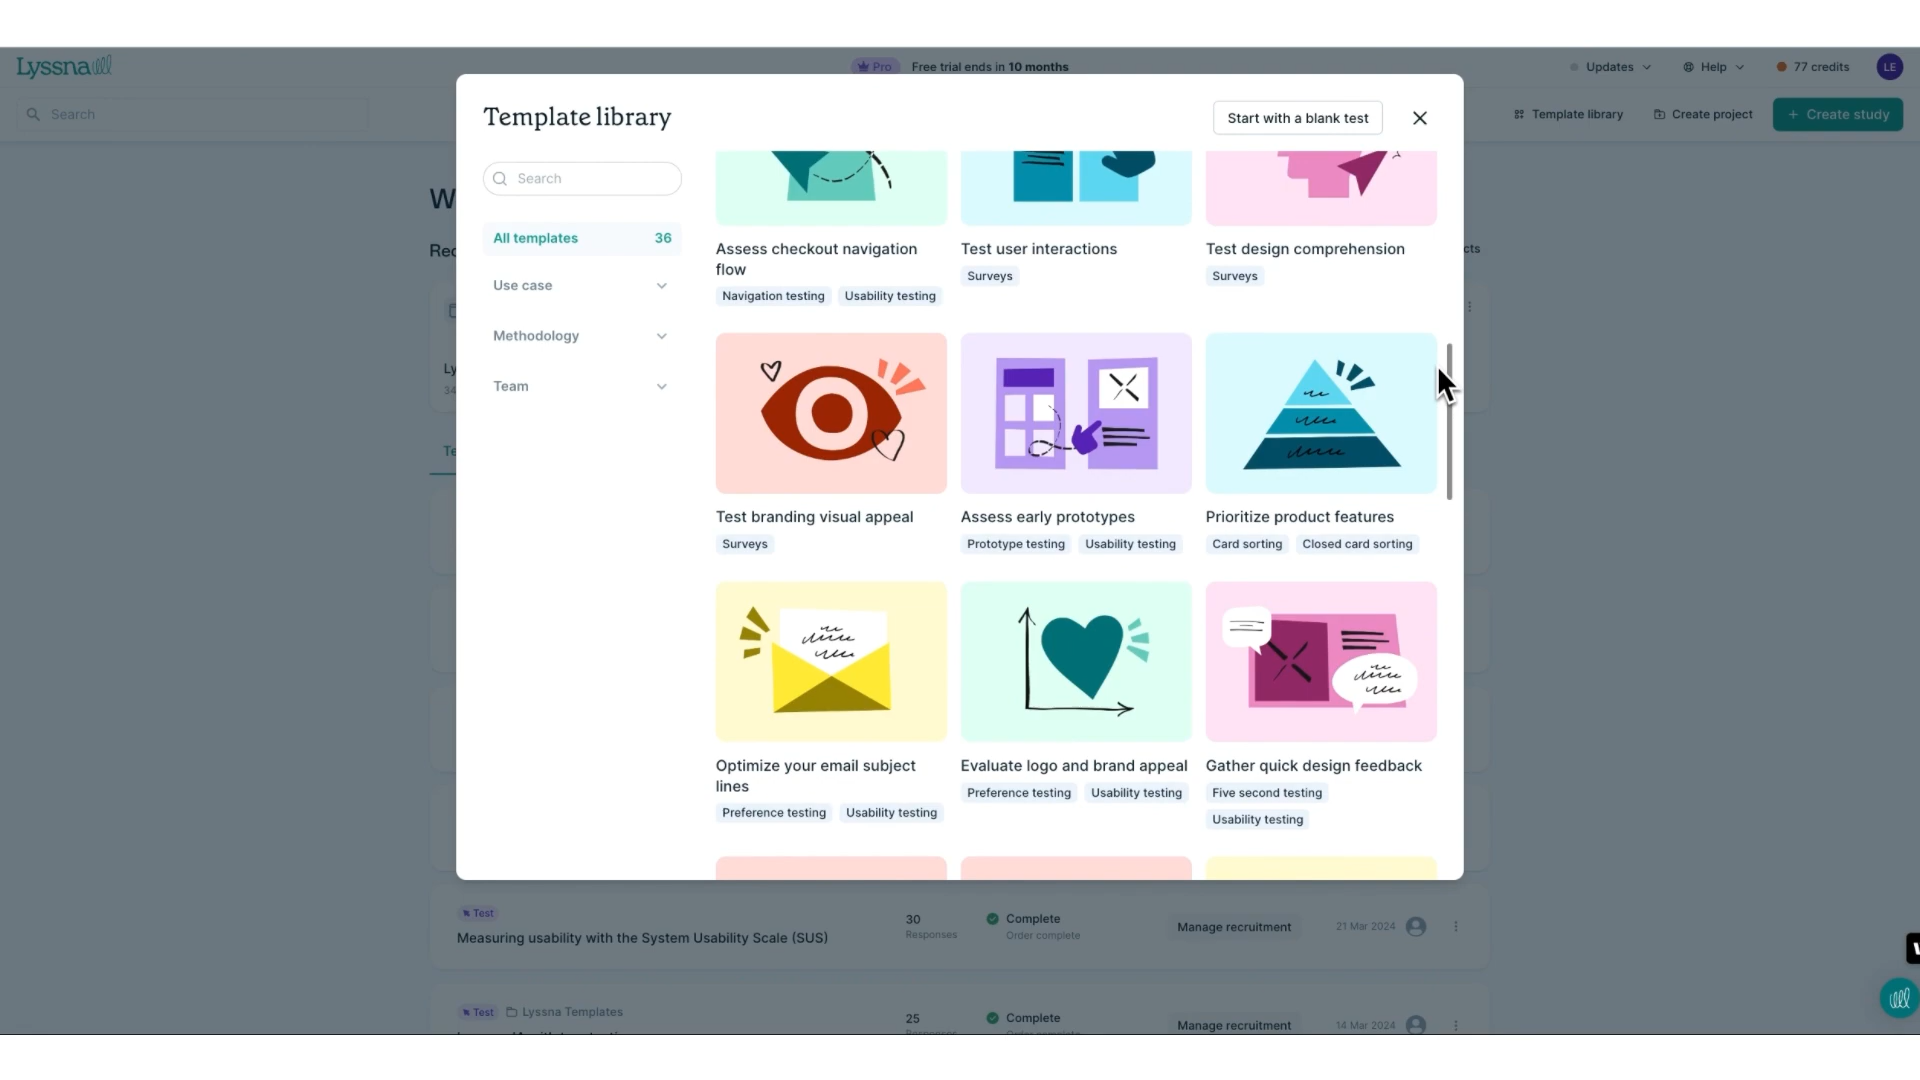 Lyssna
Pro
Free trial ends in 10 months
Updates
Help
77 credits
LE
Search
Template library
Create project
+ Create study
Template library
Start with a blank test
Search
All templates 36
Use case
Methodology
Team
Assess checkout navigation
flow
Navigation testing Usability testing
Test user interactions
Surveys
Test design comprehension
Surveys
Test branding visual appeal
Surveys
Assess early prototypes
Prototype testing Usability testing
Prioritize product features
Card sorting Closed card sorting
Optimize your email subject
lines
Preference testing Usability testing
Evaluate logo and brand appeal
Preference testing Usability testing
Gather quick design feedback
Five second testing
Usability testing
Test
Measuring usability with the System Usability Scale (SUS)
30
Responses
Complete
Order complete
Manage recruitment
21 Mar 2024
Test
Lyssna Templates
25
Complete
Manage recruitment
14 Mar 2024